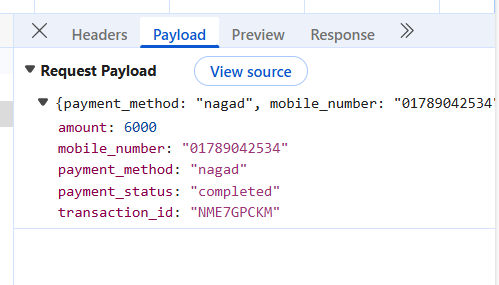 Headers Payload Preview Response
Request Payload View source
{payment_method: "nagad", mobile_number: "01789042534"
amount: 6000
mobile_number: "01789042534"
payment_method: "nagad"
payment_status: "completed"
transaction_id: "NME7GPCKM"